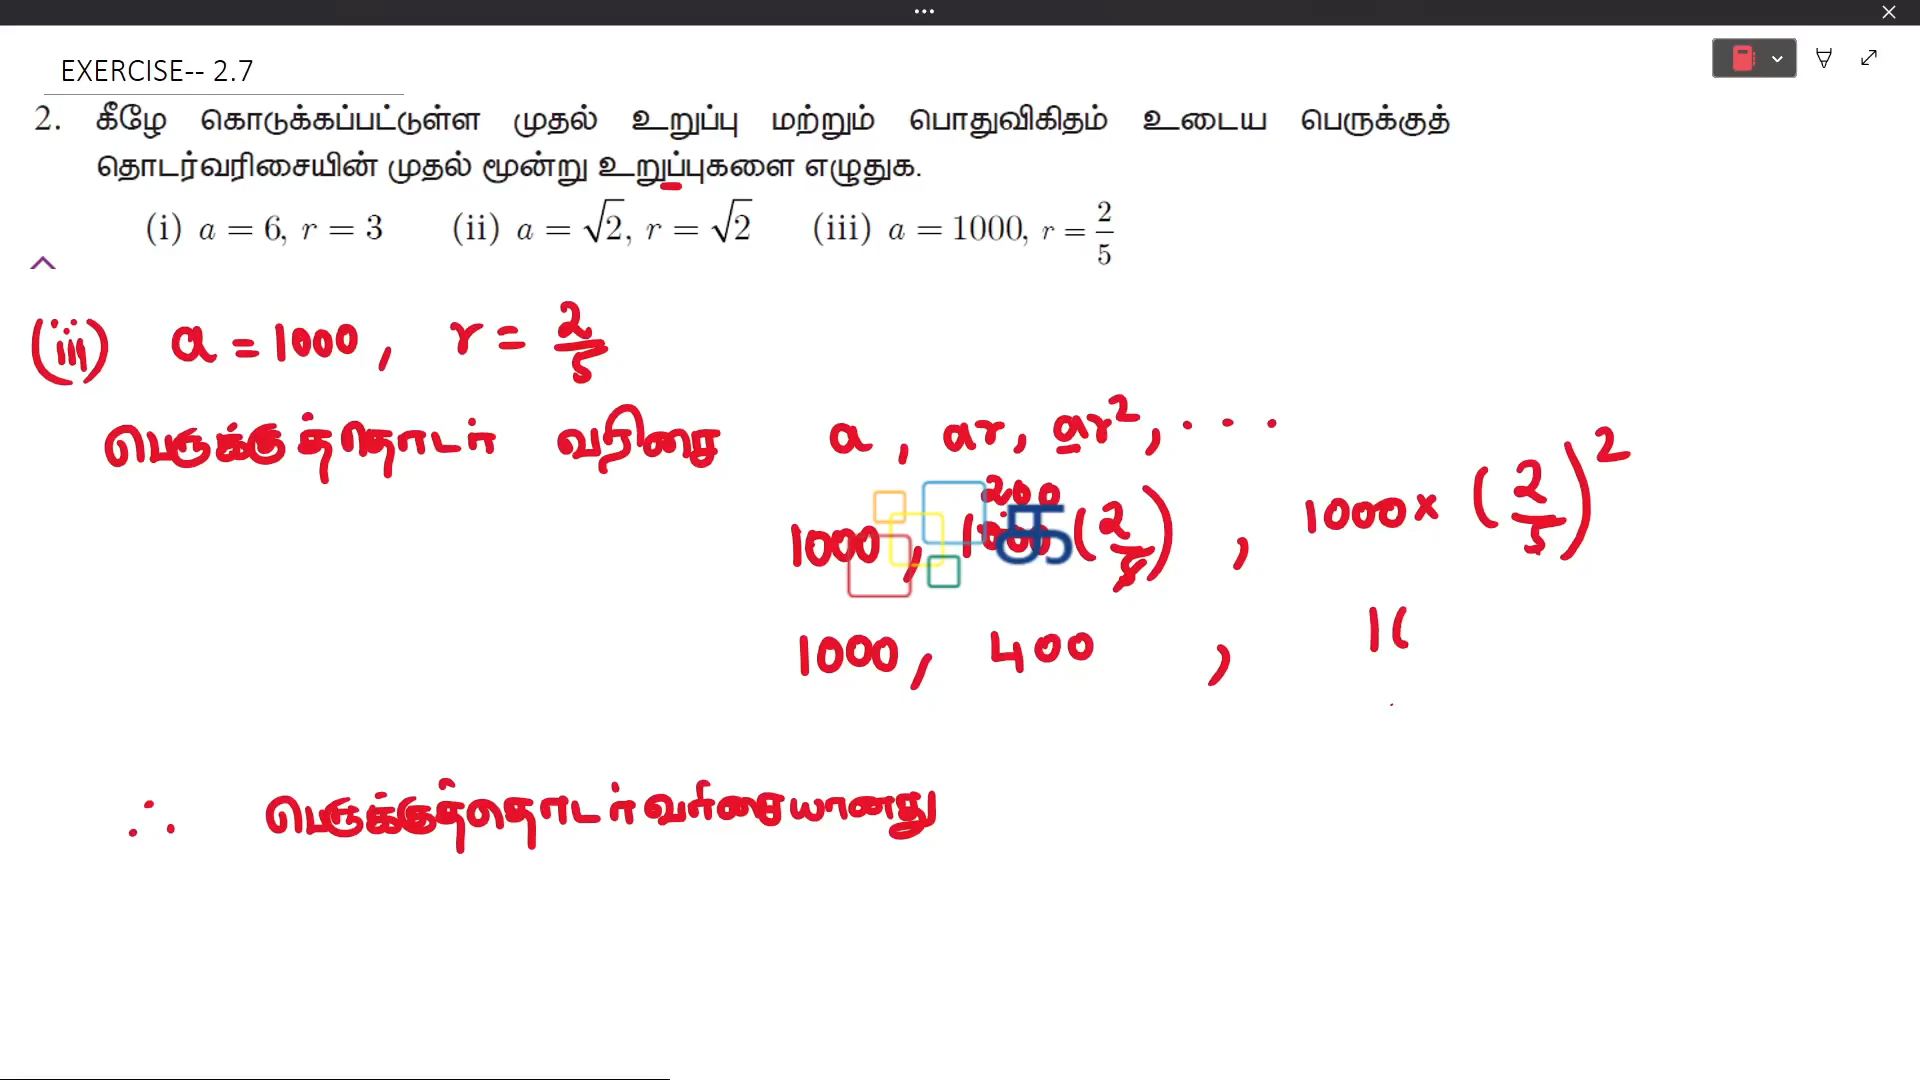 EXERCISE-- 2.7
2. கீழே கொடுக்கப்பட்டுள்ள முதல் உறுப்பு மற்றும் பொதுவிகிதம் உடைய பெருக்குத்
தொடர்வரிசையின் முதல் மூன்று உறுப்புகளை எழுதுக.
(i) a = 6, r = 3 (ii) a = √2, r = √2 (iii) a = 1000, r = 2/5
(iii) a = 1000, r = 2/5
பெருக்குத்தொடர் வரிசை a, ar, ar², ...
200
1000, 1000 (2/5), 1000 × (2/5)²
க
1000, 400, 10
∴ பெருக்குத்தொடர்வரிசையானது